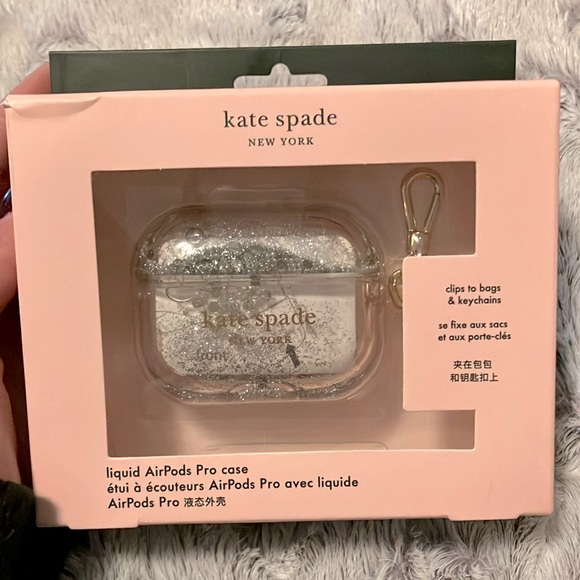 kate spade
NEW YORK
kate spade
NEW YORK
front
clips to bags
& keychains
se fixe aux sacs
et aux porte-clés
夹在包包
和钥匙扣上
liquid AirPods Pro case
étui à écouteurs AirPods Pro avec liquide
AirPods Pro 液态外壳